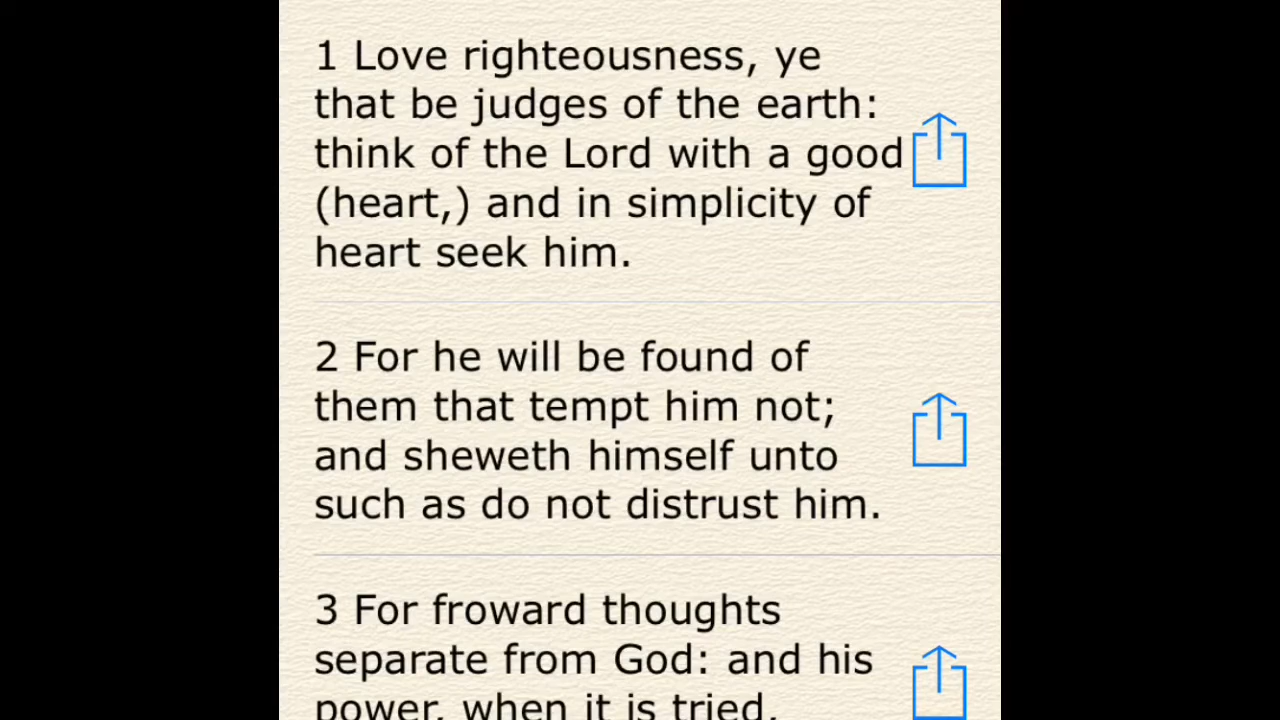 1 Love righteousness, ye
that be judges of the earth:
think of the Lord with a good
(heart,) and in simplicity of
heart seek him.
2 For he will be found of
them that tempt him not;
and sheweth himself unto
such as do not distrust him.
3 For froward thoughts
separate from God: and his
power, when it is tried,